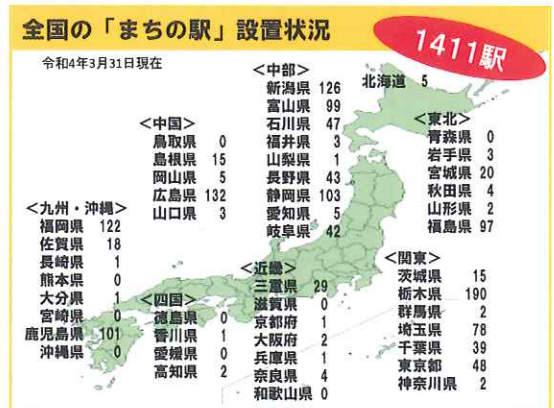 全国の「まちの駅」設置状況
1411駅
令和4年3月31日現在
北海道 5
<東北>
青森県 0
岩手県 3
宮城県 20
秋田県 4
山形県 2
福島県 97
<中部>
新潟県 126
富山県 99
石川県 47
福井県 3
山梨県 1
長野県 43
静岡県 103
愛知県 5
岐阜県 42
<中国>
鳥取県 0
島根県 15
岡山県 5
広島県 132
山口県 3
<九州・沖縄>
福岡県 122
佐賀県 18
長崎県 1
熊本県 0
大分県 1
宮崎県 0
鹿児島県 101
沖縄県 0
<四国>
徳島県 0
香川県 1
愛媛県 0
高知県 2
<近畿>
三重県 29
滋賀県 0
京都府 1
大阪府 2
兵庫県 1
奈良県 4
和歌山県 0
<関東>
茨城県 15
栃木県 190
群馬県 2
埼玉県 78
千葉県 39
東京都 48
神奈川県 2